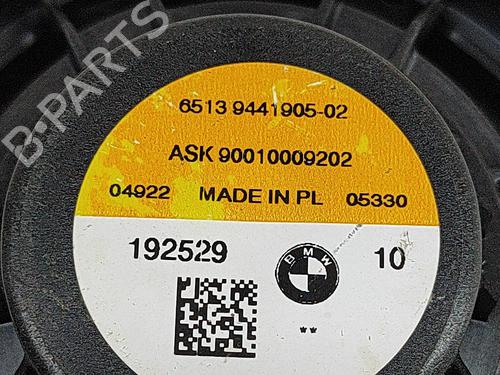 B-PARTS
6513 9441905-02
ASK 90010009202
04922 MADE IN PL 05330
192529 BMW 10
**